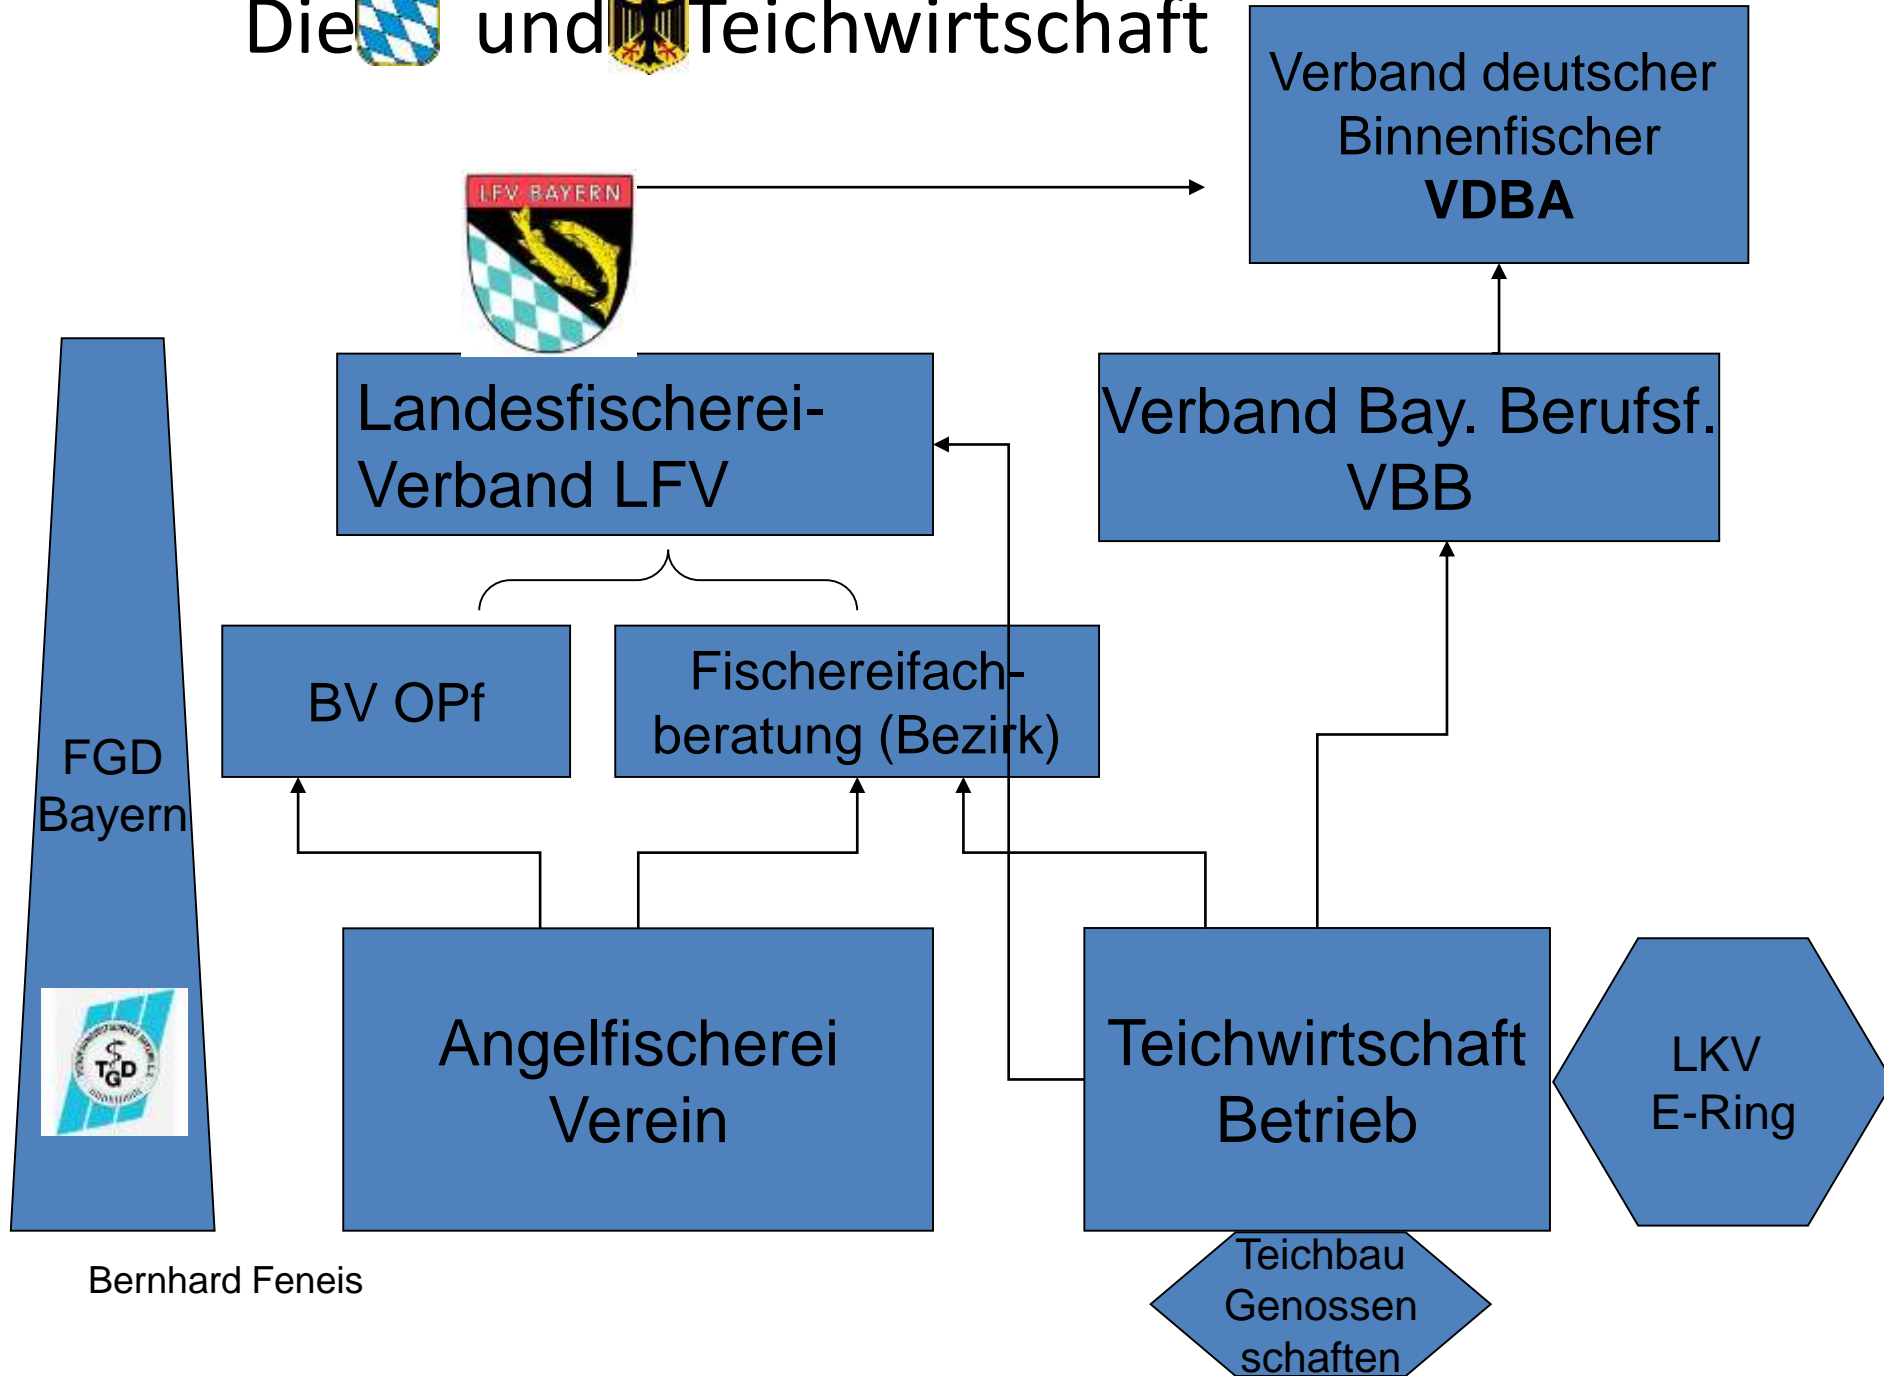 Die und Teichwirtschaft
Verband deutscher
Binnenfischer
VDBA
LFV BAYERN
Landesfischerei-
Verband LFV
Verband Bay. Berufsf.
VBB
BV OPf
Fischereifach-
beratung (Bezirk)
FGD
Bayern
TGD
Angelfischerei
Verein
Teichwirtschaft
Betrieb
LKV
E-Ring
Teichbau
Genossen
schaften
Bernhard Feneis